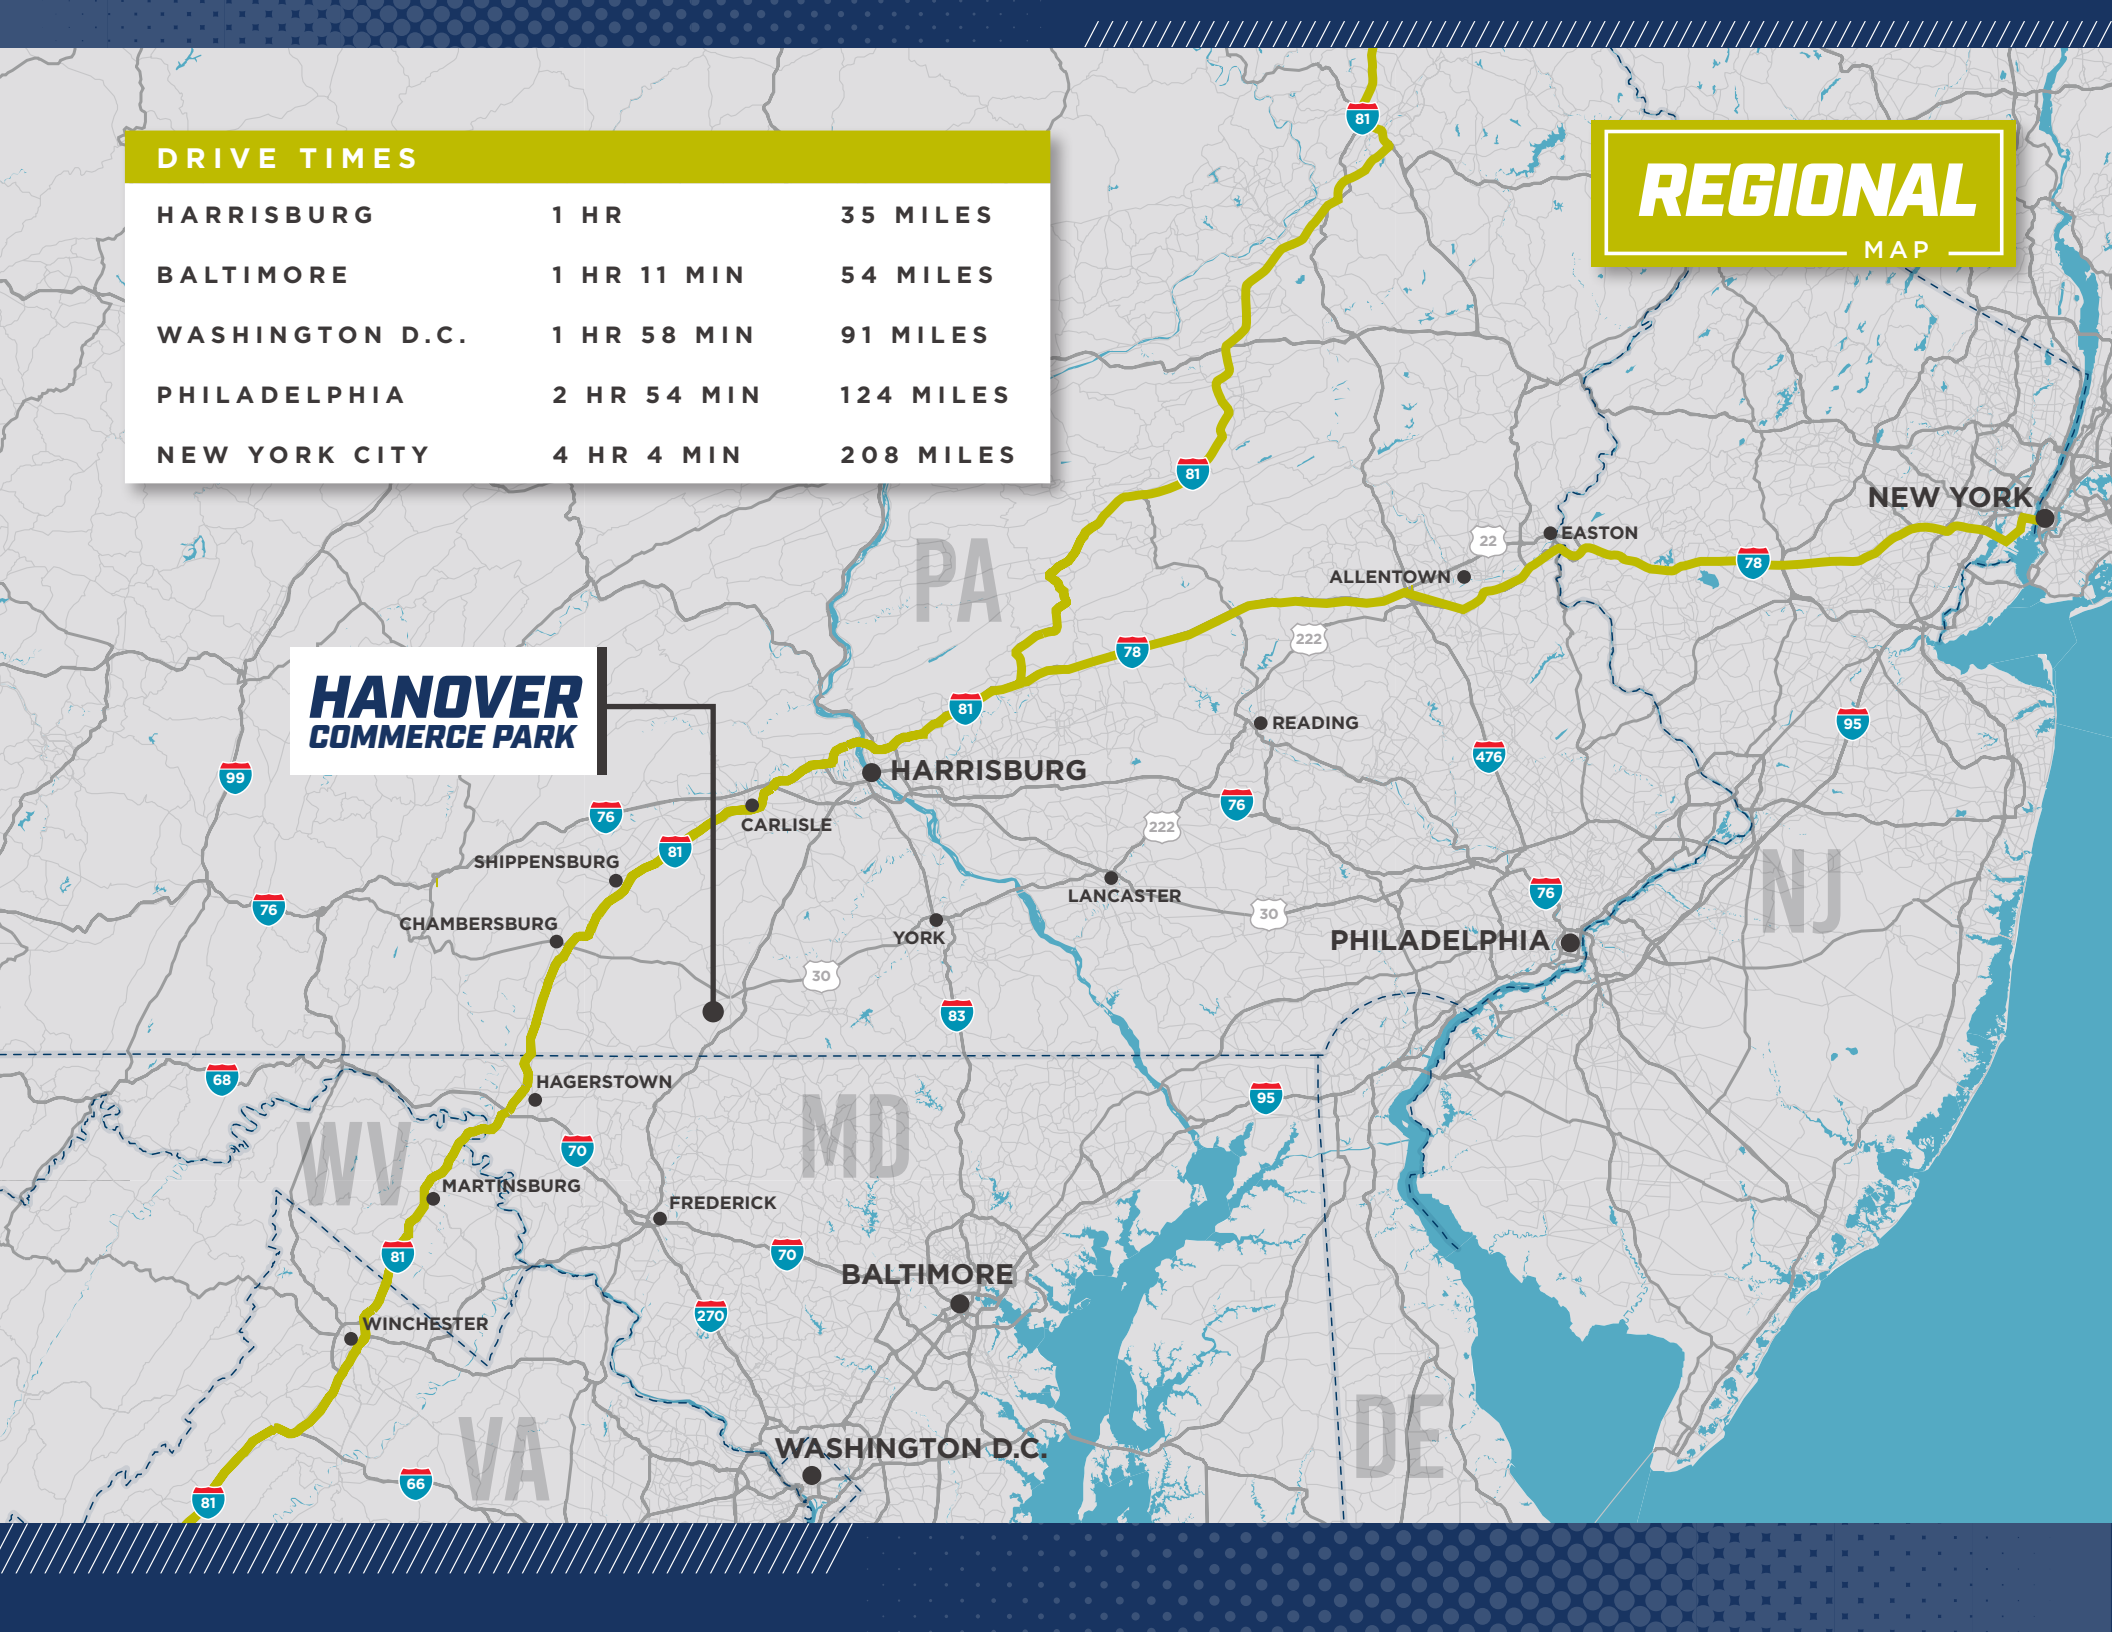 DRIVE TIMES
HARRISBURG 1 HR 35 MILES
BALTIMORE 1 HR 11 MIN 54 MILES
WASHINGTON D.C. 1 HR 58 MIN 91 MILES
PHILADELPHIA 2 HR 54 MIN 124 MILES
NEW YORK CITY 4 HR 4 MIN 208 MILES
REGIONAL
MAP
81
81
NEW YORK
22
EASTON
78
PA
ALLENTOWN
222
78
HANOVER
COMMERCE PARK
81
READING
95
476
99
HARRISBURG
76
76
CARLISLE
222
81
SHIPPENSBURG
NJ
76
76
LANCASTER
30
CHAMBERSBURG
YORK
PHILADELPHIA
30
83
68
HAGERSTOWN
95
MD
70
WV
MARTINSBURG
FREDERICK
81
70
BALTIMORE
270
WINCHESTER
DE
WASHINGTON D.C.
VA
66
81